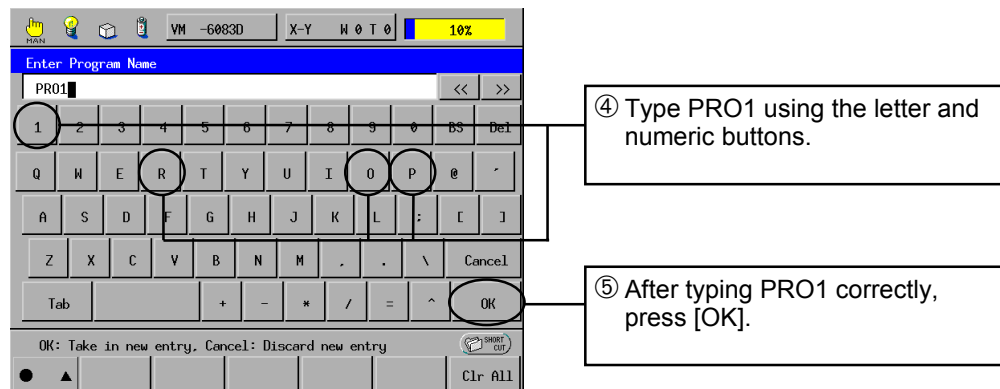 MAN VM -6083D X-Y W 0 T 0 10%
Enter Program Name
PRO1 << >>
1 2 3 4 5 6 7 8 9 0 BS Del
Q W E R T Y U I O P @ ´
A S D F G H J K L ; [ ]
Z X C V B N M , . \ Cancel
Tab + - * / = ^ OK
OK: Take in new entry, Cancel: Discard new entry SHORT CUT
Clr All
④ Type PRO1 using the letter and
numeric buttons.
⑤ After typing PRO1 correctly,
press [OK].